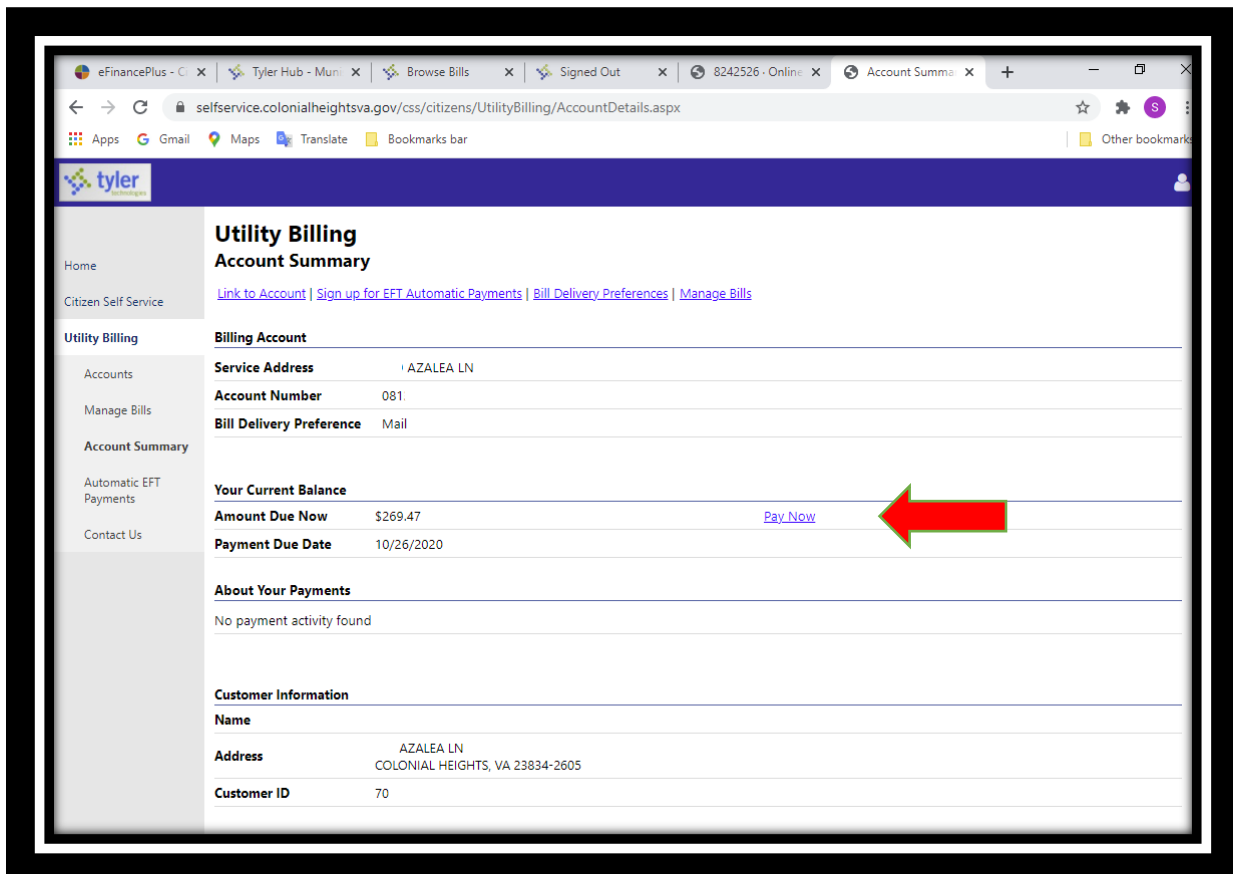 eFinancePlus - C
Tyler Hub - Muni
Browse Bills
Signed Out
8242526 · Online
Account Summa
selfservice.colonialheightsva.gov/css/citizens/UtilityBilling/AccountDetails.aspx
S
Apps
G Gmail
Maps
Translate
Bookmarks bar
Other bookmarks
tyler
technologies
Utility Billing
Account Summary
Link to Account | Sign up for EFT Automatic Payments | Bill Delivery Preferences | Manage Bills
Home
Citizen Self Service
Utility Billing
Accounts
Manage Bills
Account Summary
Automatic EFT
Payments
Contact Us
Billing Account
Service Address AZALEA LN
Account Number 081
Bill Delivery Preference Mail
Your Current Balance
Amount Due Now $269.47 Pay Now
Payment Due Date 10/26/2020
About Your Payments
No payment activity found
Customer Information
Name
Address AZALEA LN
COLONIAL HEIGHTS, VA 23834-2605
Customer ID 70